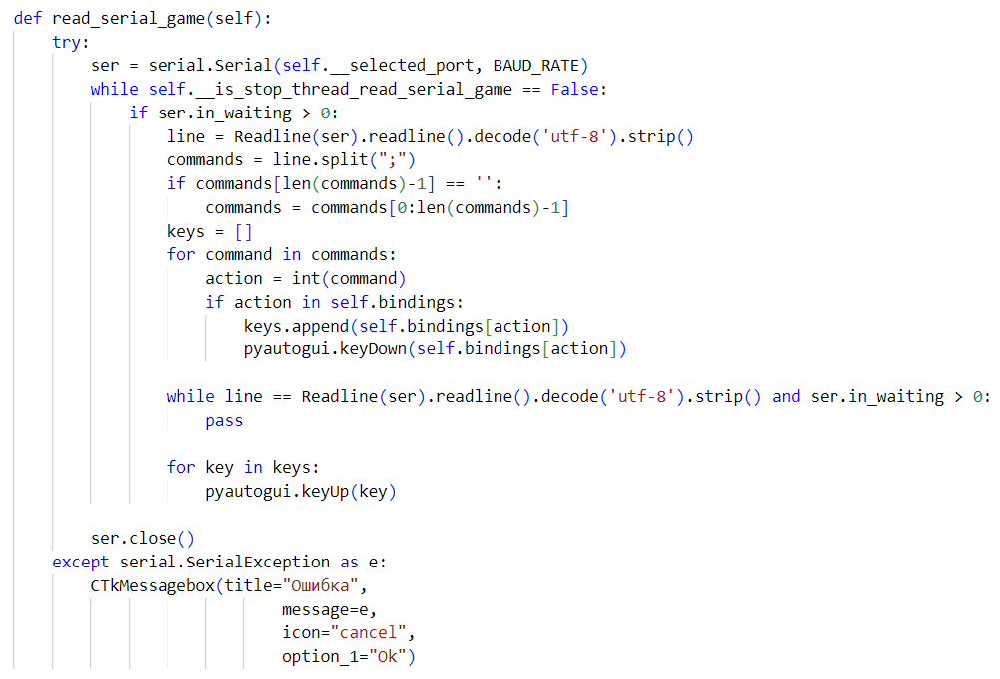 def read_serial_game(self):
    try:
        ser = serial.Serial(self.__selected_port, BAUD_RATE)
        while self.__is_stop_thread_read_serial_game == False:
            if ser.in_waiting > 0:
                line = Readline(ser).readline().decode('utf-8').strip()
                commands = line.split(";")
                if commands[len(commands)-1] == '':
                    commands = commands[0:len(commands)-1]
                keys = []
                for command in commands:
                    action = int(command)
                    if action in self.bindings:
                        keys.append(self.bindings[action])
                        pyautogui.keyDown(self.bindings[action])

                while line == Readline(ser).readline().decode('utf-8').strip() and ser.in_waiting > 0:
                    pass

                for key in keys:
                    pyautogui.keyUp(key)

        ser.close()
    except serial.SerialException as e:
        CTkMessagebox(title="Ошибка",
                            message=e,
                            icon="cancel",
                            option_1="Ok")